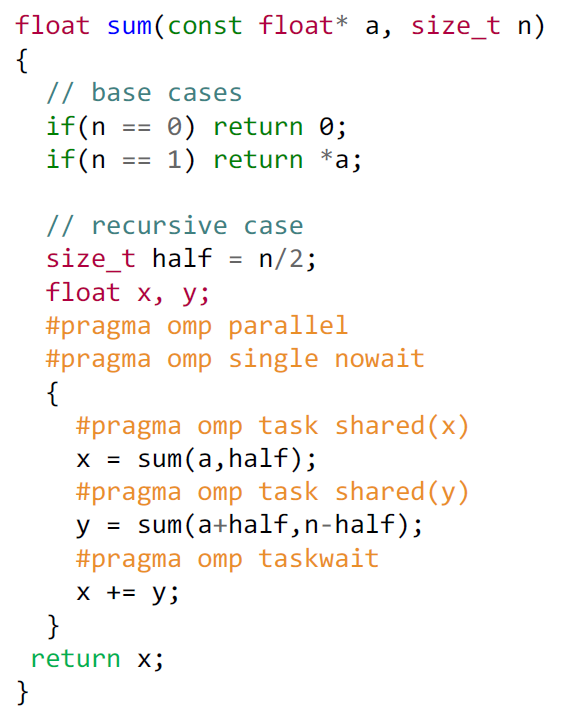 float sum(const float* a, size_t n)
{
  // base cases
  if(n == 0) return 0;
  if(n == 1) return *a;

  // recursive case
  size_t half = n/2;
  float x, y;
  #pragma omp parallel
  #pragma omp single nowait
  {
    #pragma omp task shared(x)
    x = sum(a,half);
    #pragma omp task shared(y)
    y = sum(a+half,n-half);
    #pragma omp taskwait
    x += y;
  }
 return x;
}